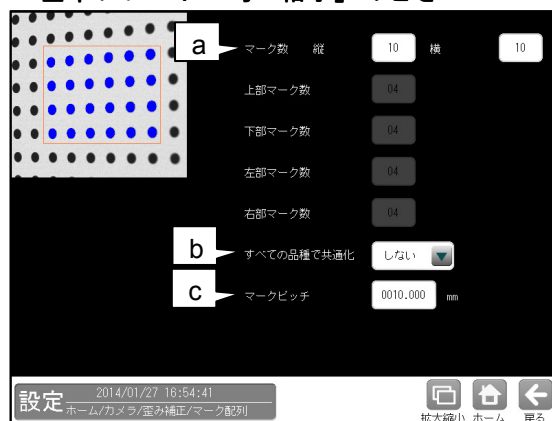 a マーク数 縦 10 横 10
上部マーク数 04
下部マーク数 04
左部マーク数 04
右部マーク数 04
b すべての品種で共通化 しない
c マークピッチ 0010.000 mm
設定 2014/01/27 16:54:41
ホーム/カメラ/歪み補正/マーク配列
拡大縮小 ホーム 戻る